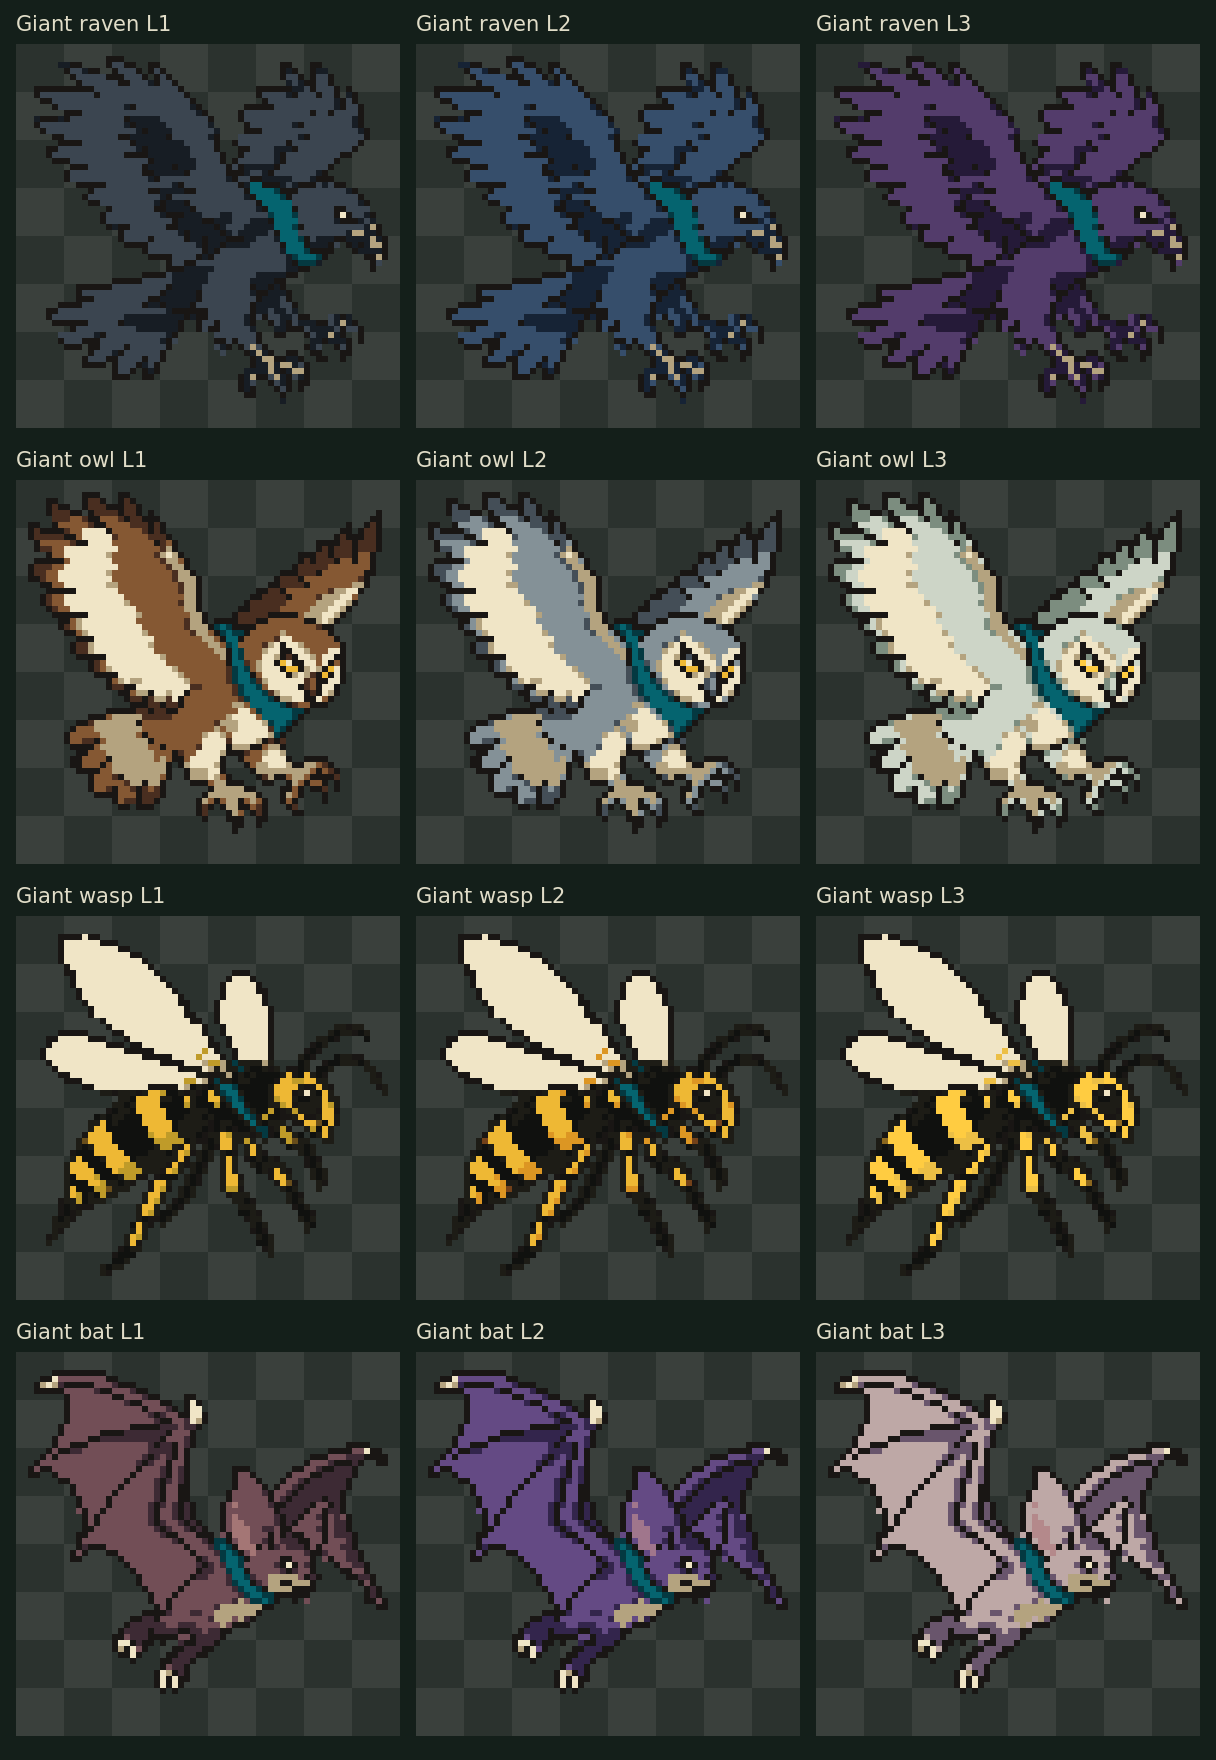 Giant raven L1
Giant raven L2
Giant raven L3
Giant owl L1
Giant owl L2
Giant owl L3
Giant wasp L1
Giant wasp L2
Giant wasp L3
Giant bat L1
Giant bat L2
Giant bat L3